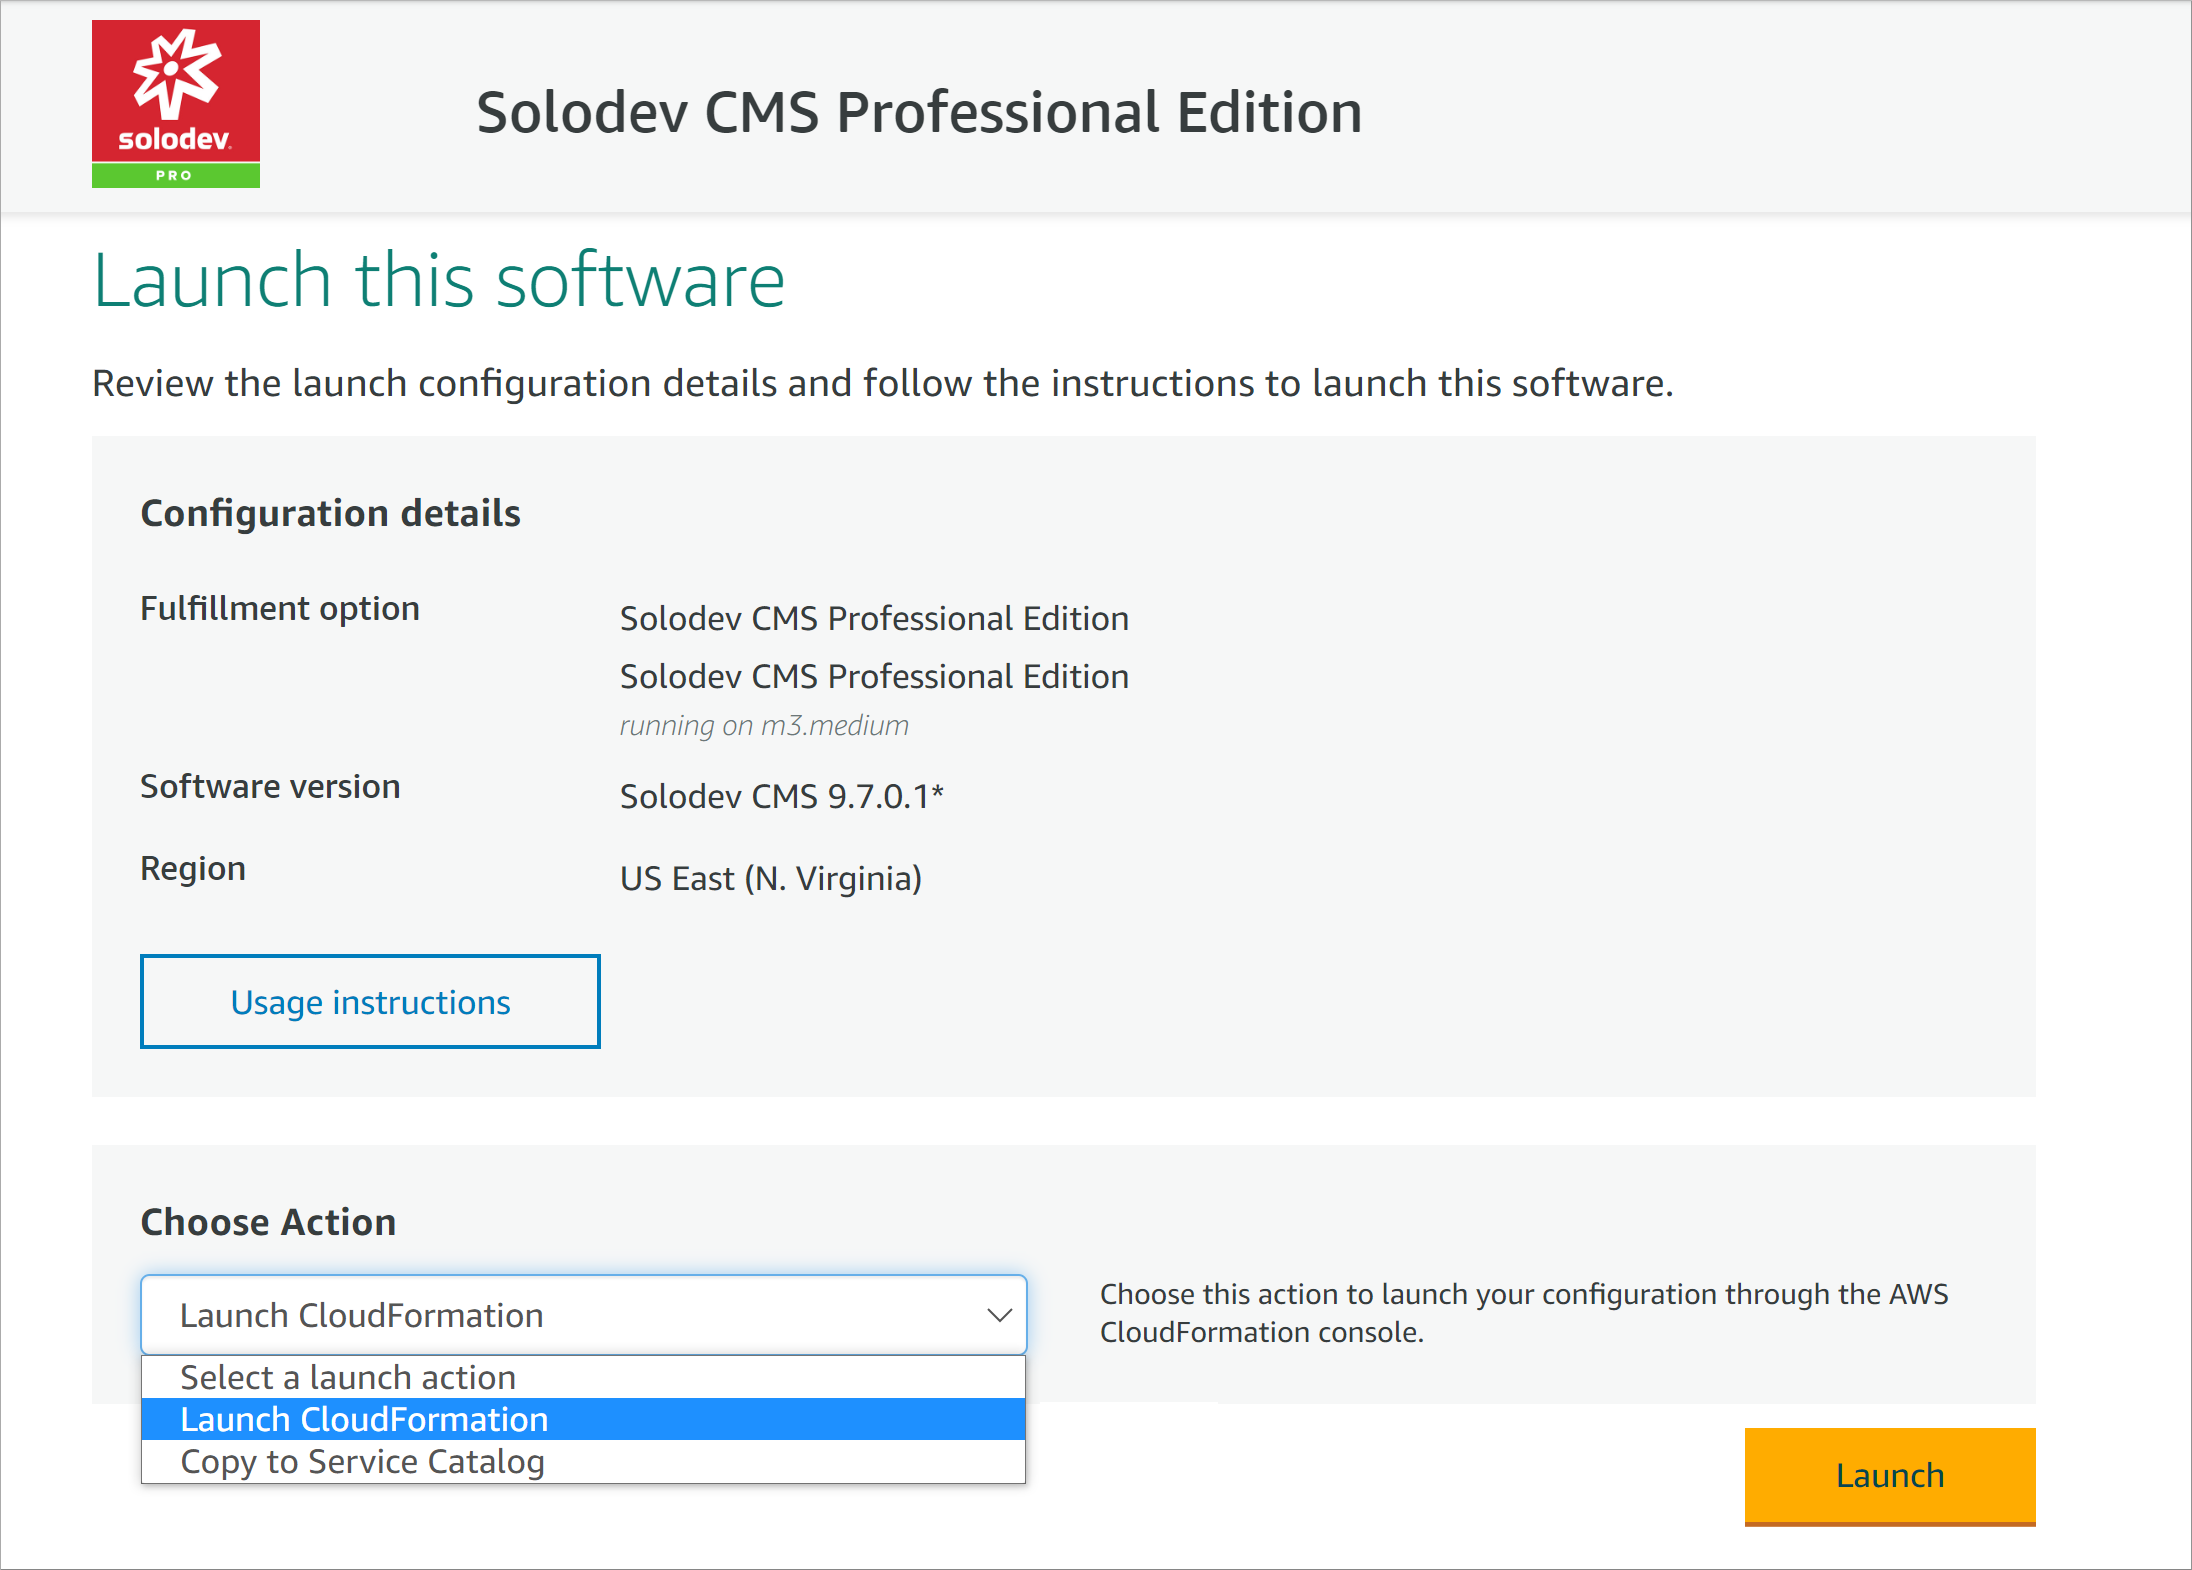 solodev
PRO
Solodev CMS Professional Edition
Launch this software
Review the launch configuration details and follow the instructions to launch this software.
Configuration details
Fulfillment option
Solodev CMS Professional Edition
Solodev CMS Professional Edition
running on m3.medium
Software version
Solodev CMS 9.7.0.1*
Region
US East (N. Virginia)
Usage instructions
Choose Action
Launch CloudFormation
Choose this action to launch your configuration through the AWS
CloudFormation console.
Select a launch action
Launch CloudFormation
Copy to Service Catalog
Launch